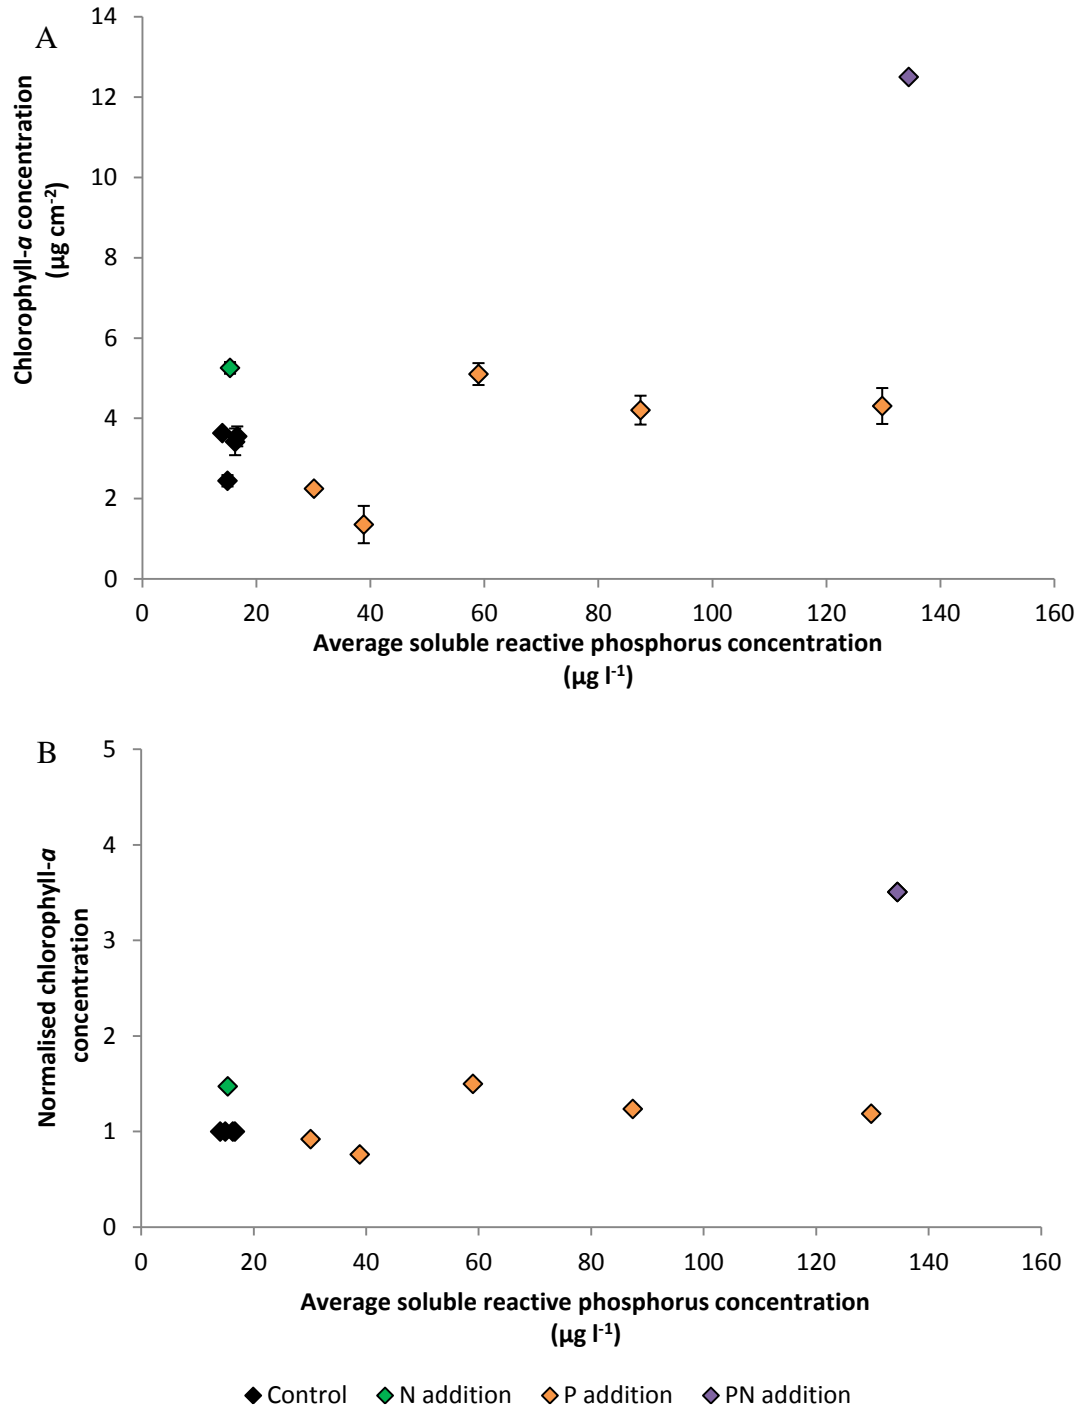 A
14
12
10
8
6
4
2
0
Chlorophyll-a concentration
(µg cm-2)
0 20 40 60 80 100 120 140 160
Average soluble reactive phosphorus concentration
(µg l-1)
B
5
4
3
2
1
0
Normalised chlorophyll-a
concentration
0 20 40 60 80 100 120 140 160
Average soluble reactive phosphorus concentration
(µg l-1)
Control N addition P addition PN addition